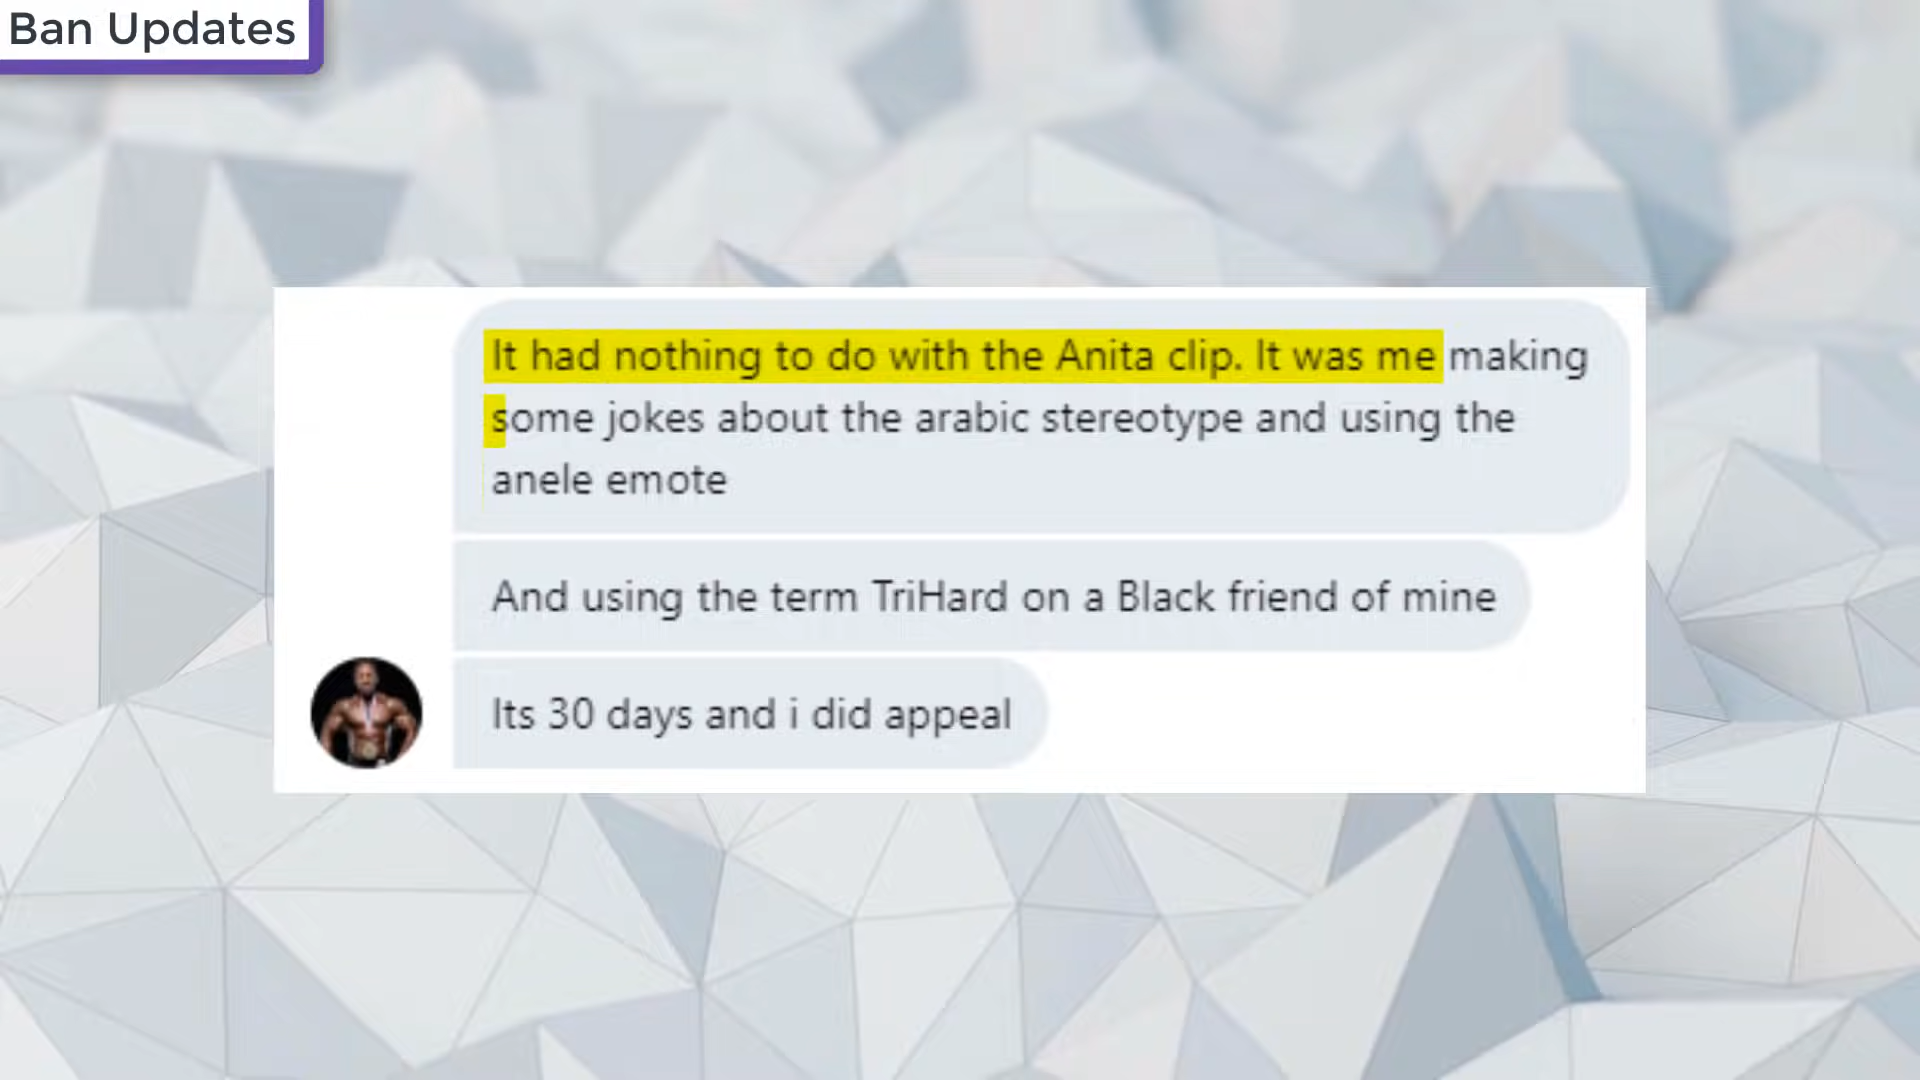 Ban Updates
It had nothing to do with the Anita clip. It was me making
some jokes about the arabic stereotype and using the
anele emote
And using the term TriHard on a Black friend of mine
Its 30 days and i did appeal